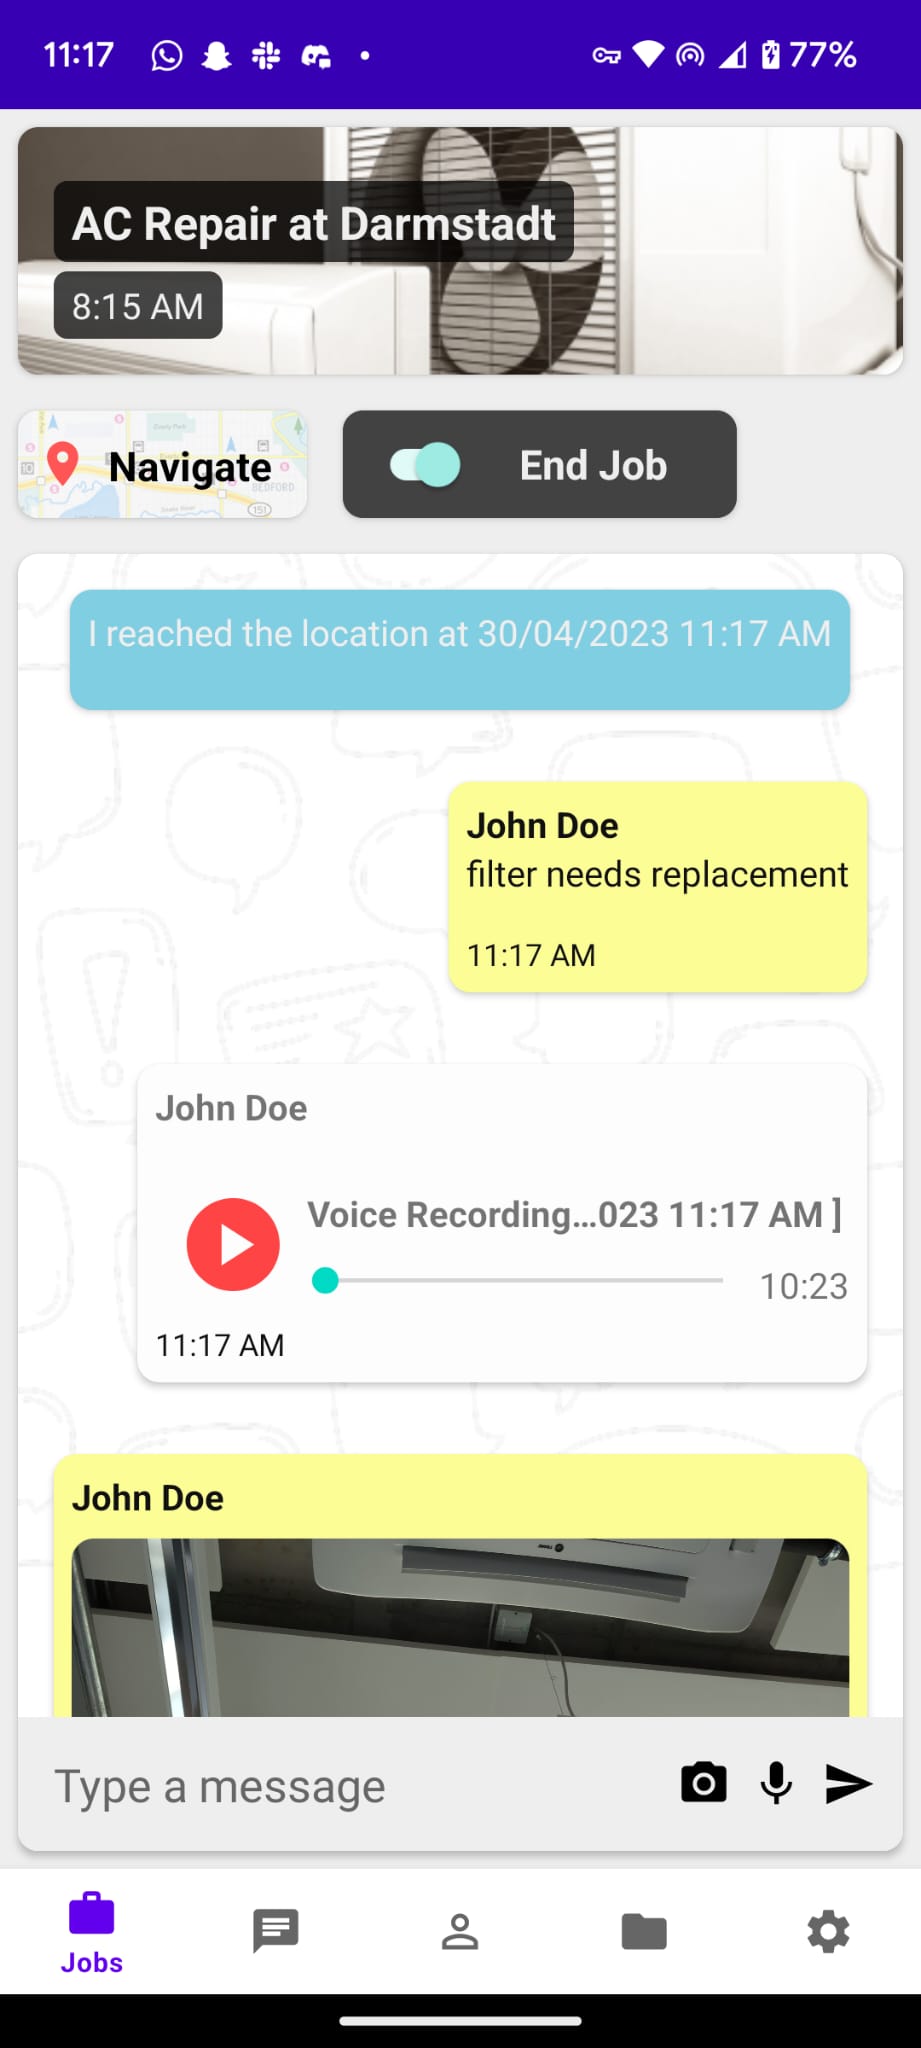 11:17
77%
AC Repair at Darmstadt
8:15 AM
Navigate
End Job
I reached the location at 30/04/2023 11:17 AM
John Doe
filter needs replacement
11:17 AM
John Doe
Voice Recording...023 11:17 AM ]
10:23
11:17 AM
John Doe
Type a message
Jobs